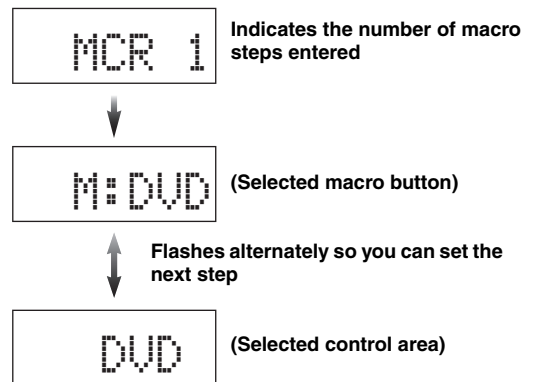 MCR 1
Indicates the number of macro
steps entered
M:DVD
(Selected macro button)
Flashes alternately so you can set the
next step
DVD
(Selected control area)